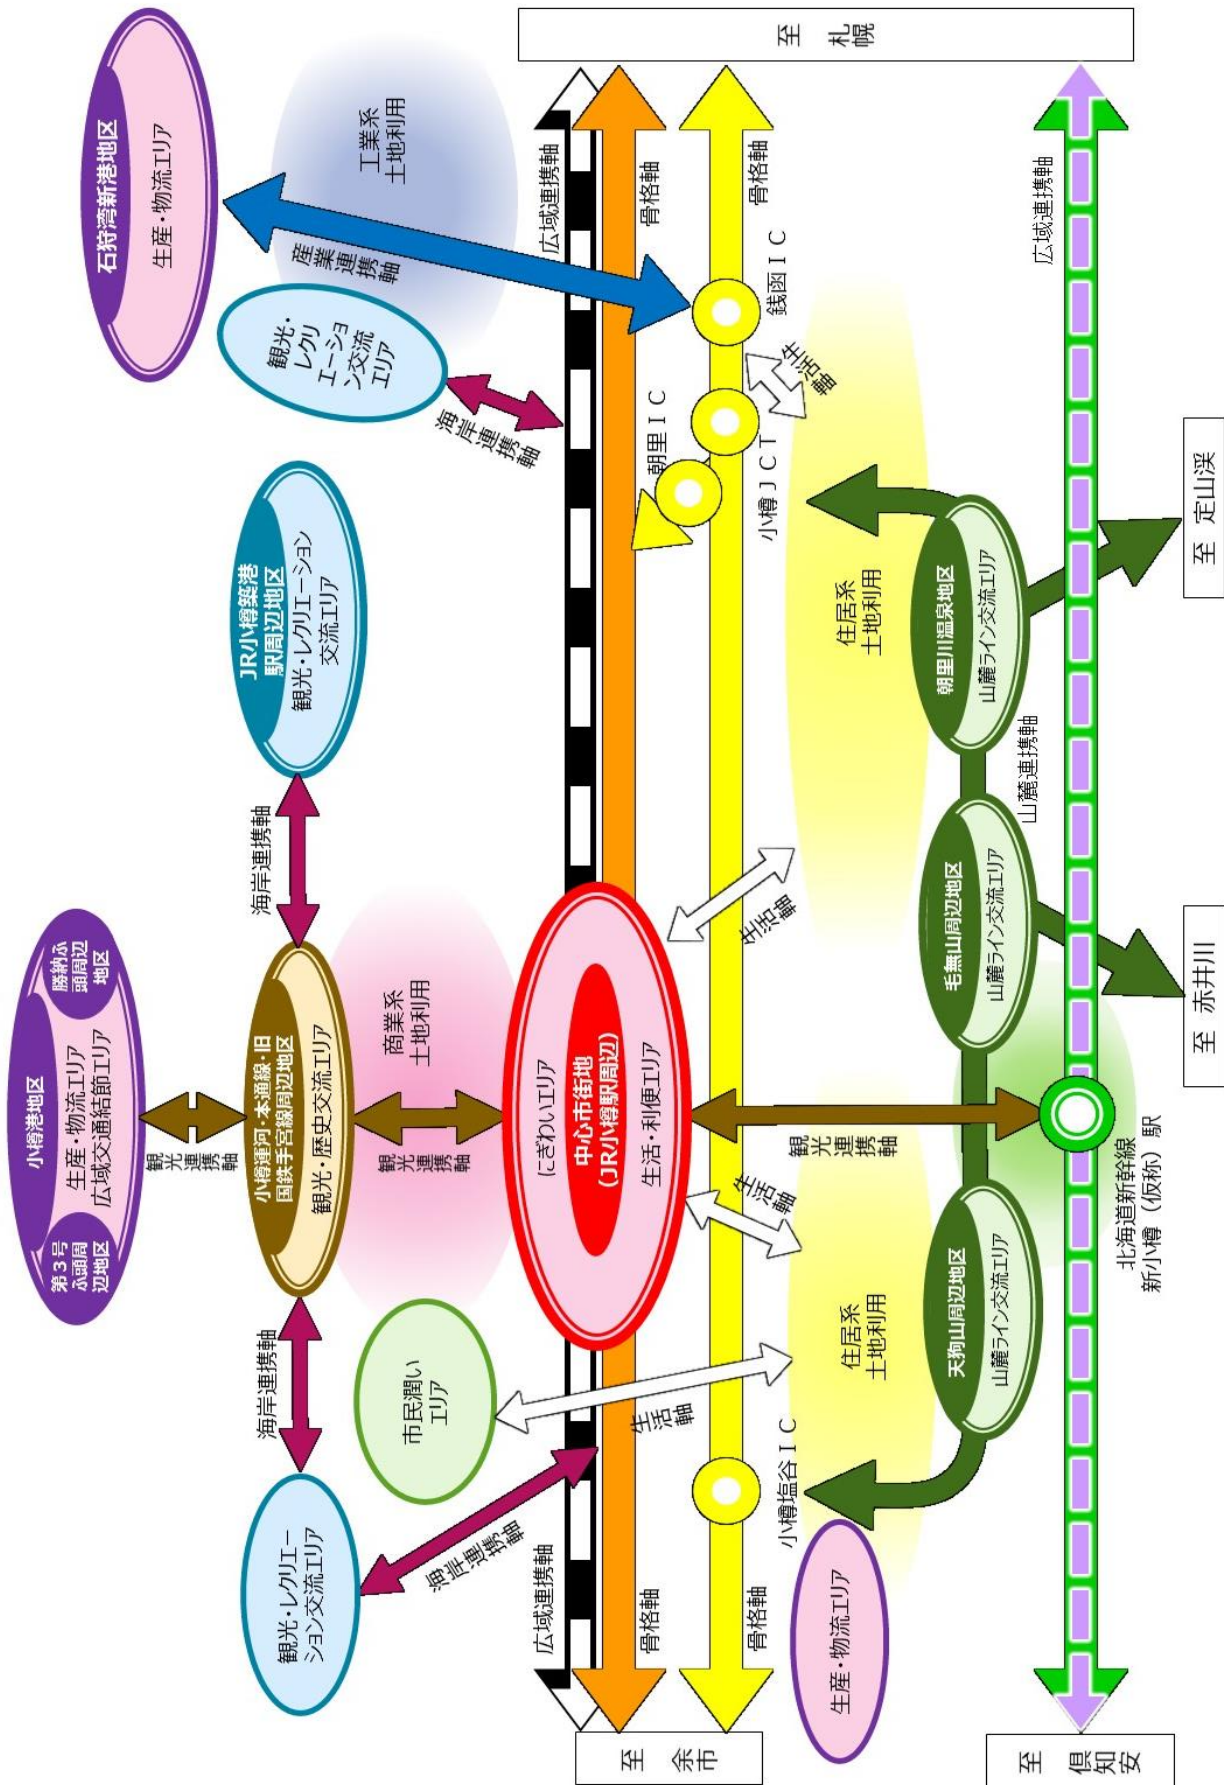 小樽港地区
第３号
ふ頭周
辺地区
生産・物流エリア
広域交通結節エリア
勝納ふ
頭周辺
地区
石狩湾新港地区
生産・物流エリア
観光
連携
軸
海岸連携軸
海岸連携軸
観光・レクリエー
ション交流エリア
小樽運河・本通線・旧
国鉄手宮線周辺地区
観光・歴史交流エリア
JR小樽築港
駅周辺地区
観光・レクリエーション
交流エリア
観光・
レクリ
エーショ
ン交流
エリア
産業連携
軸
工業系
土地利用
市民潤い
エリア
観光
連携
軸
商業系
土地利用
海岸連携
軸
海岸連携軸
広域連携軸
広域連携軸
にぎわいエリア
中心市街地
（JR小樽駅周辺）
生活・利便エリア
骨格軸
骨格軸
生活
軸
朝里ＩＣ
骨格軸
骨格軸
至　余市
至　札幌
小樽塩谷ＩＣ
小樽ＪＣＴ
銭函ＩＣ
生活
軸
生活軸
生活
軸
観光
連携
軸
生産・物流エリア
住居系
土地利用
住居系
土地利用
天狗山周辺地区
山麓ライン交流エリア
毛無山周辺地区
山麓ライン交流エリア
朝里川温泉地区
山麓ライン交流エリア
山麓連携軸
広域連携軸
北海道新幹線
新小樽（仮称）駅
至　倶知安
至　赤井川
至　定山渓